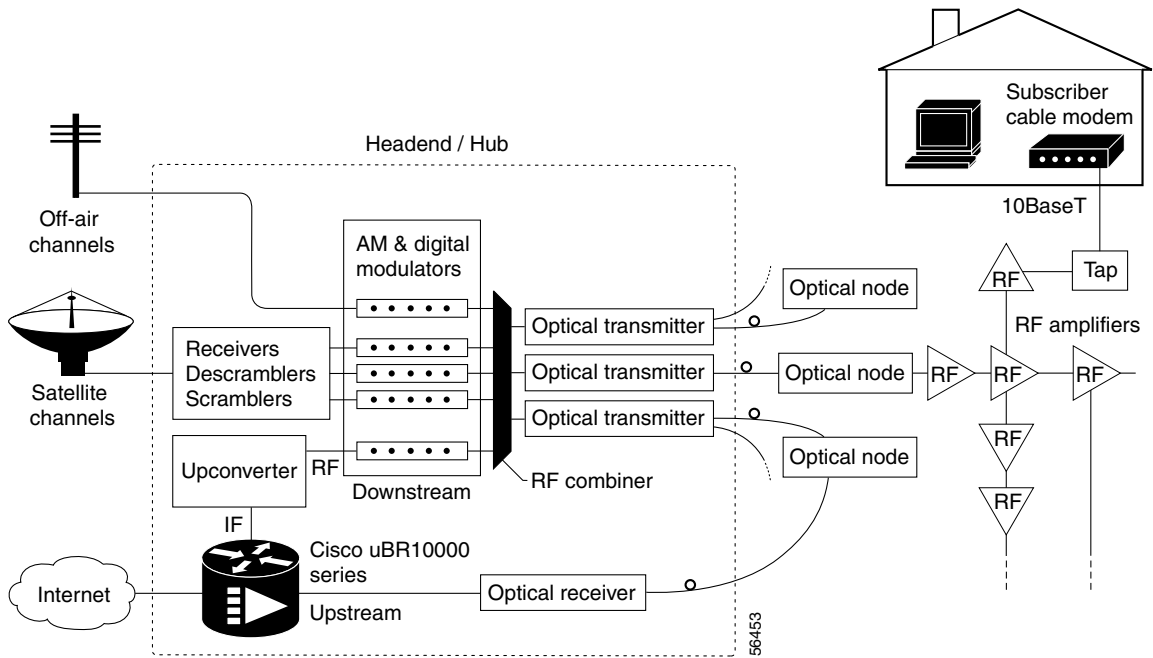 Subscriber
cable modem
Headend / Hub
10BaseT
Off-air
channels
AM & digital
modulators
RF
Tap
Optical node
Optical transmitter
RF amplifiers
Receivers
Descramblers
Scramblers
Optical transmitter
Optical node
RF
RF
RF
Satellite
channels
Optical transmitter
RF
Upconverter
RF
Optical node
RF combiner
Downstream
RF
IF
Cisco uBR10000
series
Internet
Upstream
Optical receiver
56453